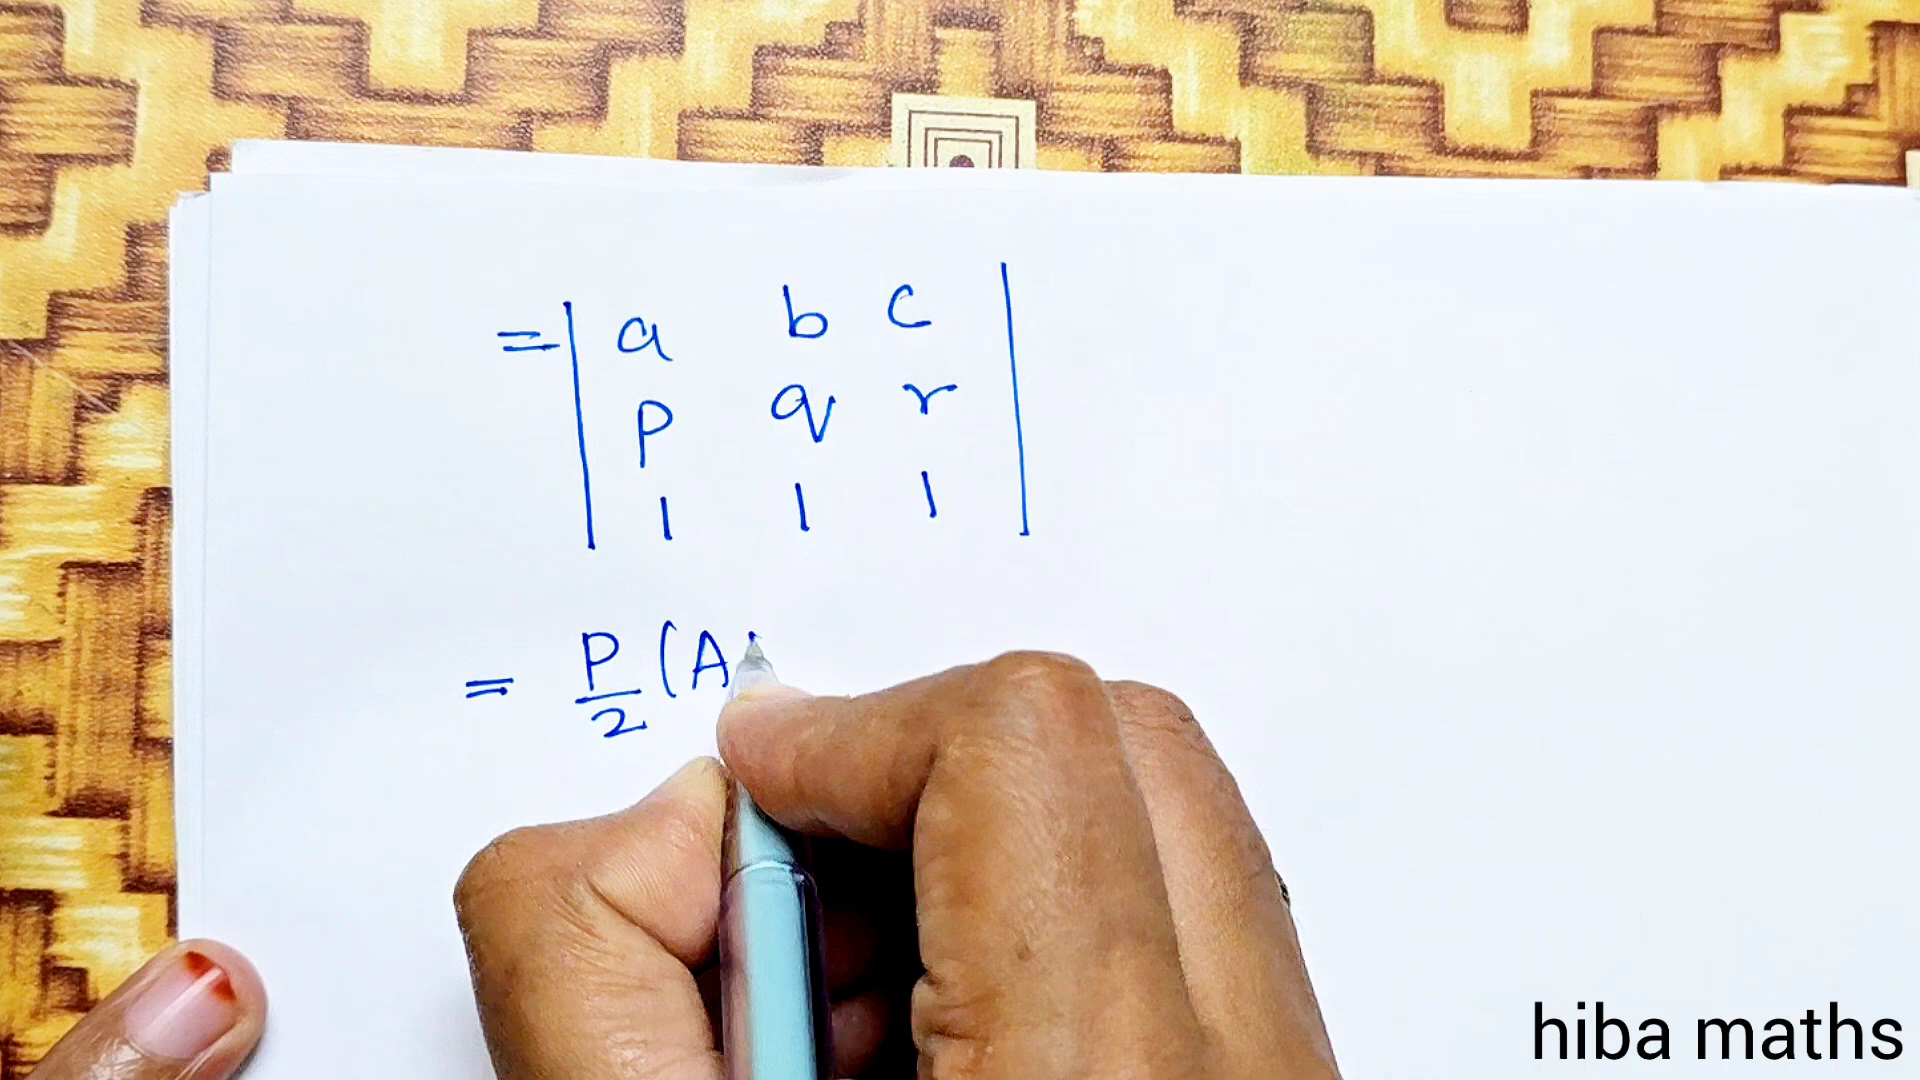 = | a b c |
| p q r |
| 1 1 1 |
= P/2 (A
hiba maths